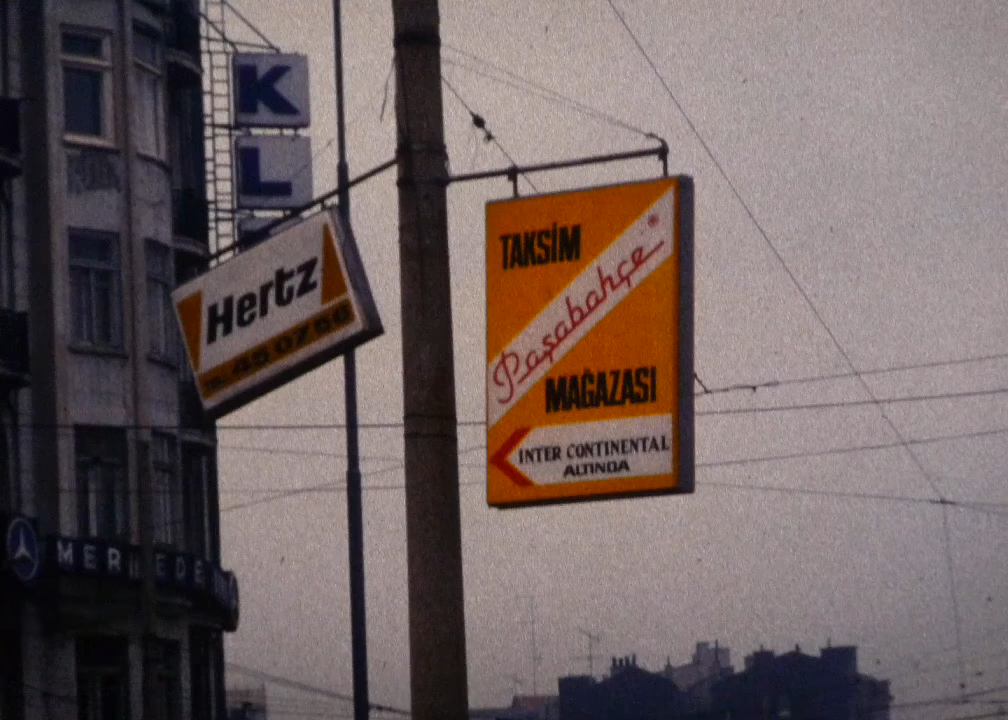 K
L
Hertz
TAKSİM
Paşabahçe
MAĞAZASI
INTER CONTINENTAL
ALTINDA